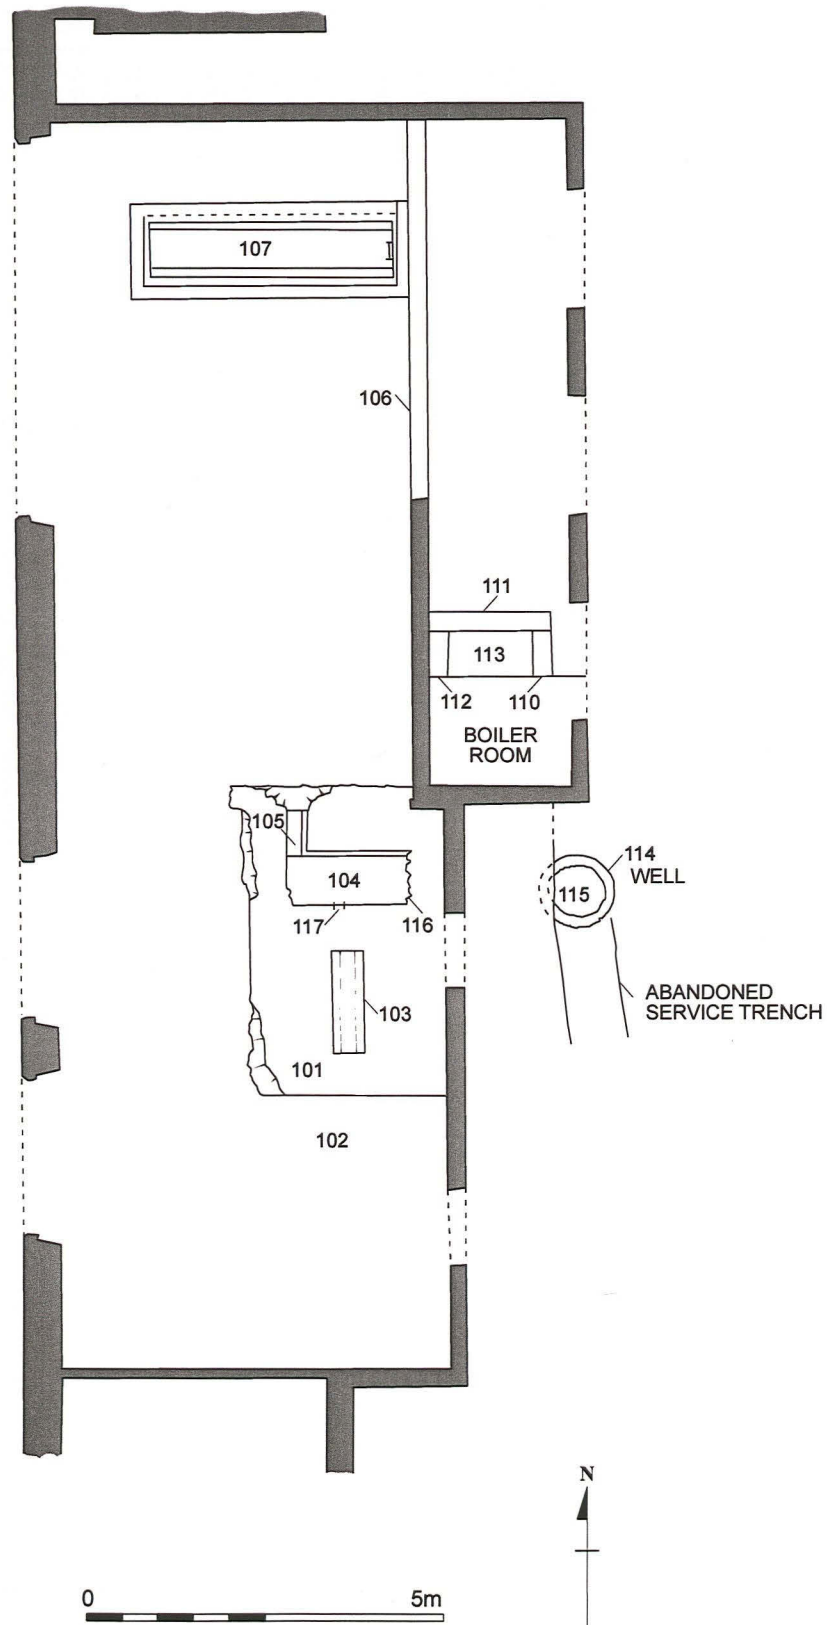 107
106
111
113
112
110
BOILER
ROOM
105
104
114
WELL
115
117
116
103
ABANDONED
SERVICE TRENCH
101
102
N
0
5m